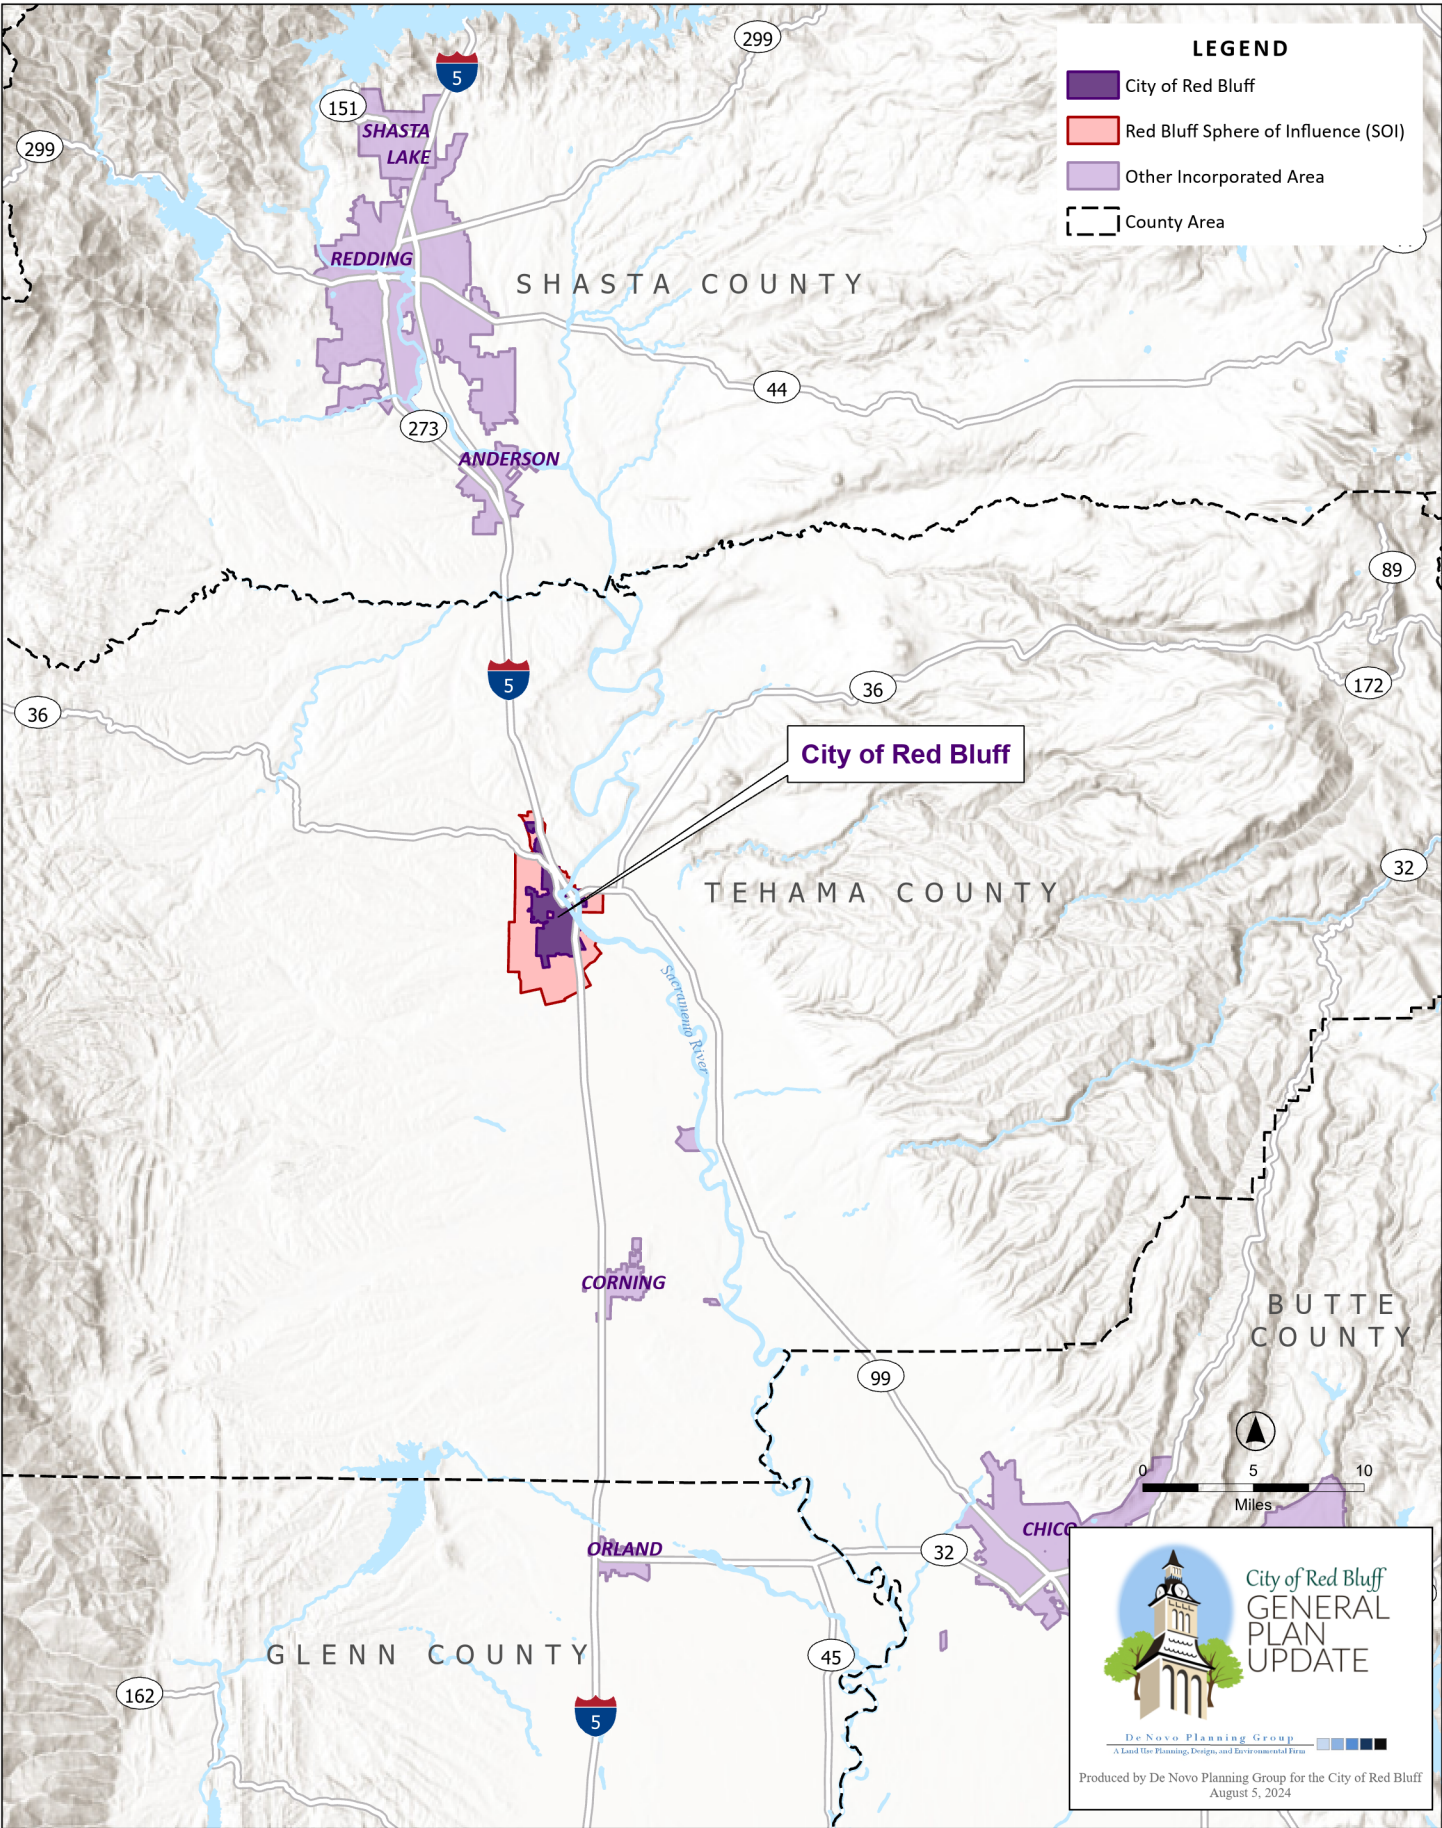 LEGEND
City of Red Bluff
Red Bluff Sphere of Influence (SOI)
Other Incorporated Area
County Area
299
5
151
SHASTA
LAKE
299
REDDING
SHASTA COUNTY
44
273
ANDERSON
89
5
36
172
36
City of Red Bluff
32
TEHAMA COUNTY
Sacramento River
CORNING
BUTTE
COUNTY
99
0 5 10
Miles
CHICO
ORLAND
32
GLENN COUNTY
45
162
5
City of Red Bluff
GENERAL
PLAN
UPDATE
De Novo Planning Group
A Land Use Planning, Design, and Environmental Firm
Produced by De Novo Planning Group for the City of Red Bluff
August 5, 2024